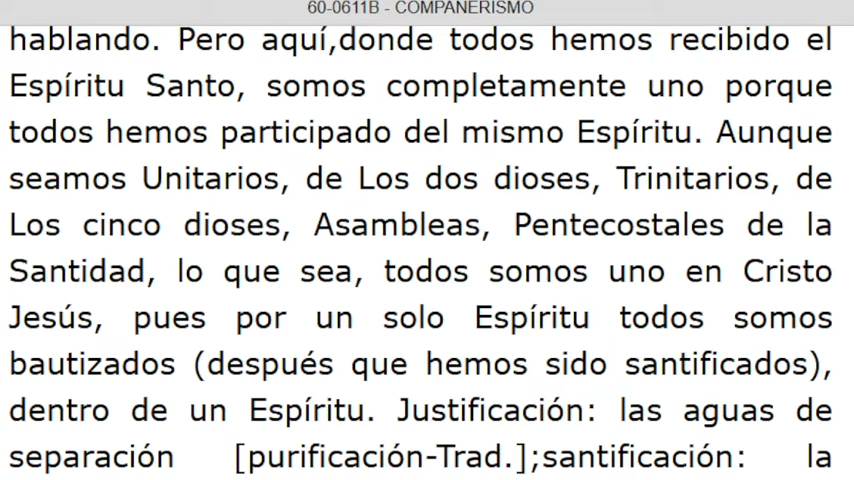 60-0611B - COMPAÑERISMO
hablando. Pero aquí,donde todos hemos recibido el
Espíritu Santo, somos completamente uno porque
todos hemos participado del mismo Espíritu. Aunque
seamos Unitarios, de Los dos dioses, Trinitarios, de
Los cinco dioses, Asambleas, Pentecostales de la
Santidad, lo que sea, todos somos uno en Cristo
Jesús, pues por un solo Espíritu todos somos
bautizados (después que hemos sido santificados),
dentro de un Espíritu. Justificación: las aguas de
separación [purificación-Trad.];santificación: la